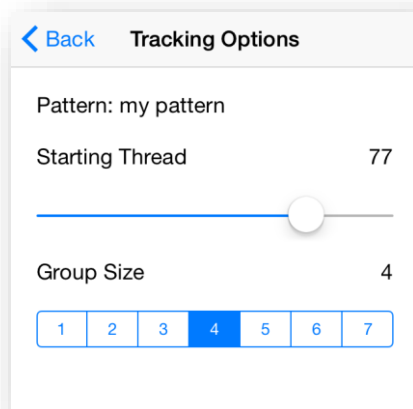 Back Tracking Options
Pattern: my pattern
Starting Thread 77
Group Size 4
1 2 3 4 5 6 7